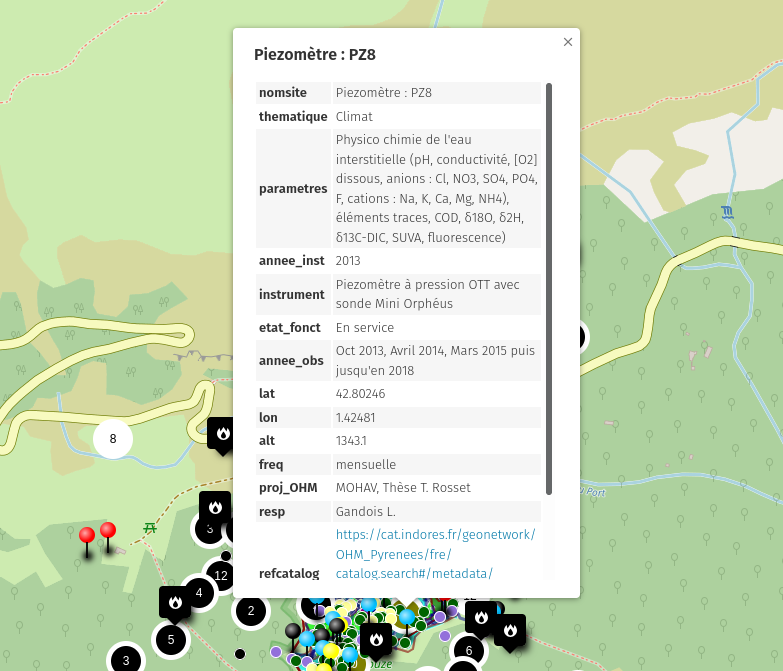 Piezomètre : PZ8
×
nomsite Piezomètre : PZ8
thematique Climat
parametres Physico chimie de l'eau
interstitielle (pH, conductivité, [O2]
dissous, anions : Cl, NO3, SO4, PO4,
F, cations : Na, K, Ca, Mg, NH4),
éléments traces, COD, δ18O, δ2H,
δ13C-DIC, SUVA, fluorescence)
annee_inst 2013
instrument Piezomètre à pression OTT avec
sonde Mini Orphéus
etat_fonct En service
annee_obs Oct 2013, Avril 2014, Mars 2015 puis
jusqu'en 2018
lat 42.80246
lon 1.42481
alt 1343.1
freq mensuelle
proj_OHM MOHAV, Thèse T. Rosset
resp Gandois L.
refcatalog https://cat.indores.fr/geonetwork/
OHM_Pyrenees/fre/
catalog.search#/metadata/
8
du Port
3
12
4
2
5
3
6